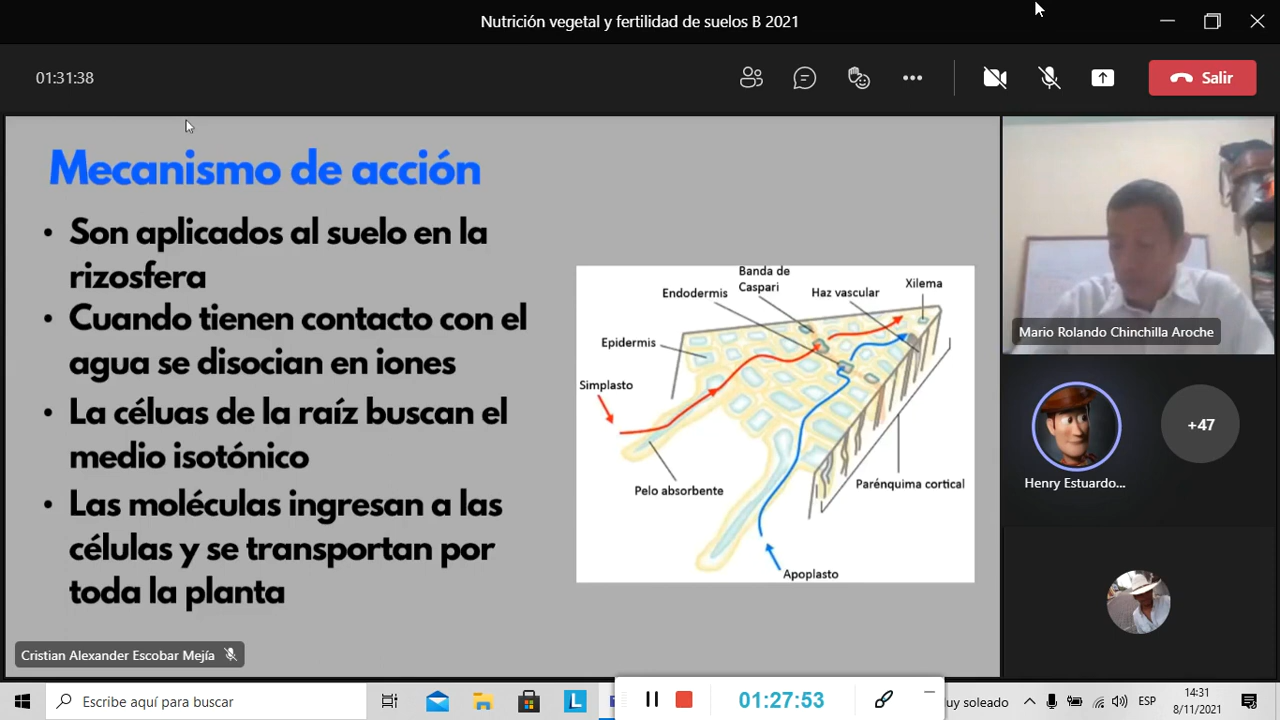 Nutrición vegetal y fertilidad de suelos B 2021
01:31:38
Salir
Mecanismo de acción
• Son aplicados al suelo en la
rizosfera
• Cuando tienen contacto con el
agua se disocian en iones
• La céluas de la raíz buscan el
medio isotónico
• Las moléculas ingresan a las
células y se transportan por
toda la planta
Banda de
Caspari
Endodermis
Haz vascular
Xilema
Epidermis
Simplasto
Pelo absorbente
Parénquima cortical
Apoplasto
Cristian Alexander Escobar Mejía
Mario Rolando Chinchilla Aroche
Henry Estuardo...
+47
Escribe aquí para buscar
L
01:27:53
uy soleado
ESP
14:31
8/11/2021